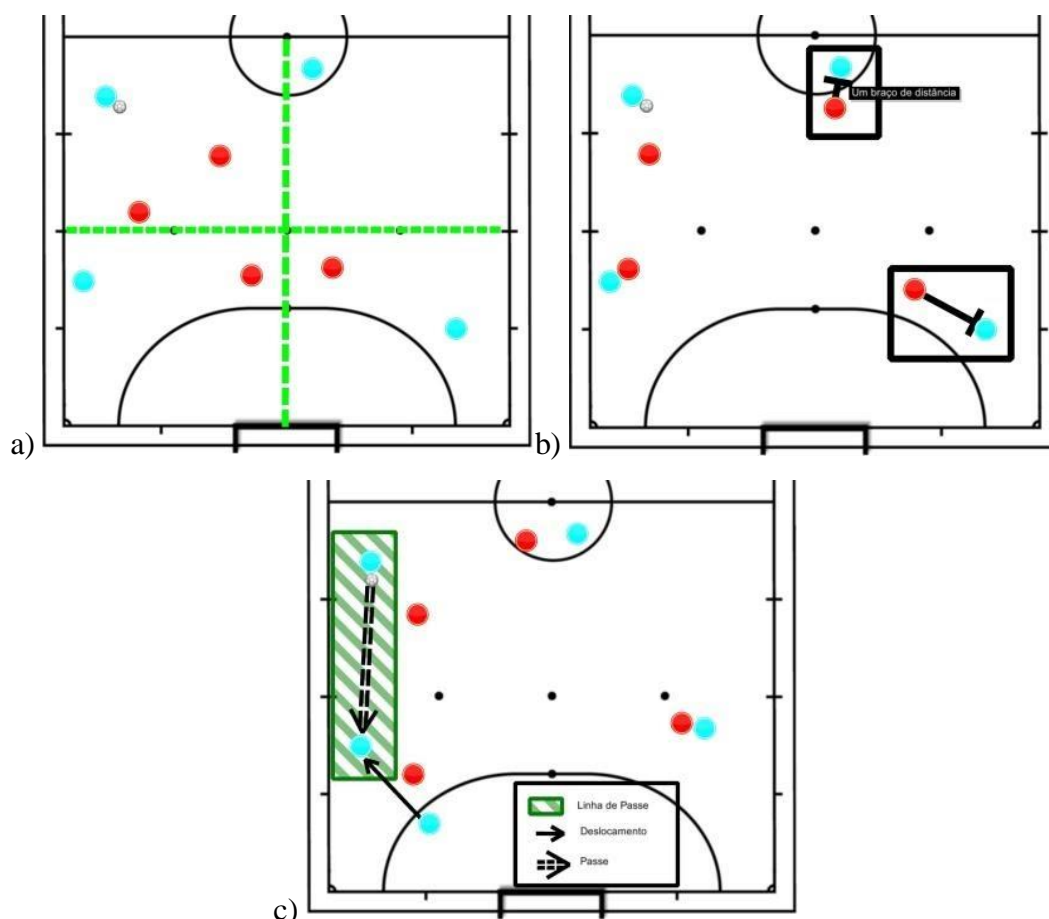 Um braço de distância
a)
b)
Linha de Passe
Deslocamento
Passe
c)